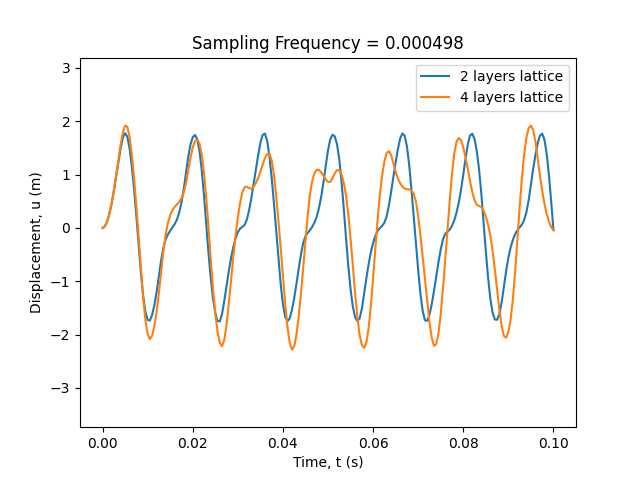 Sampling Frequency = 0.000498
2 layers lattice
4 layers lattice
3
2
1
0
−1
−2
−3
Displacement, u (m)
0.00 0.02 0.04 0.06 0.08 0.10
Time, t (s)